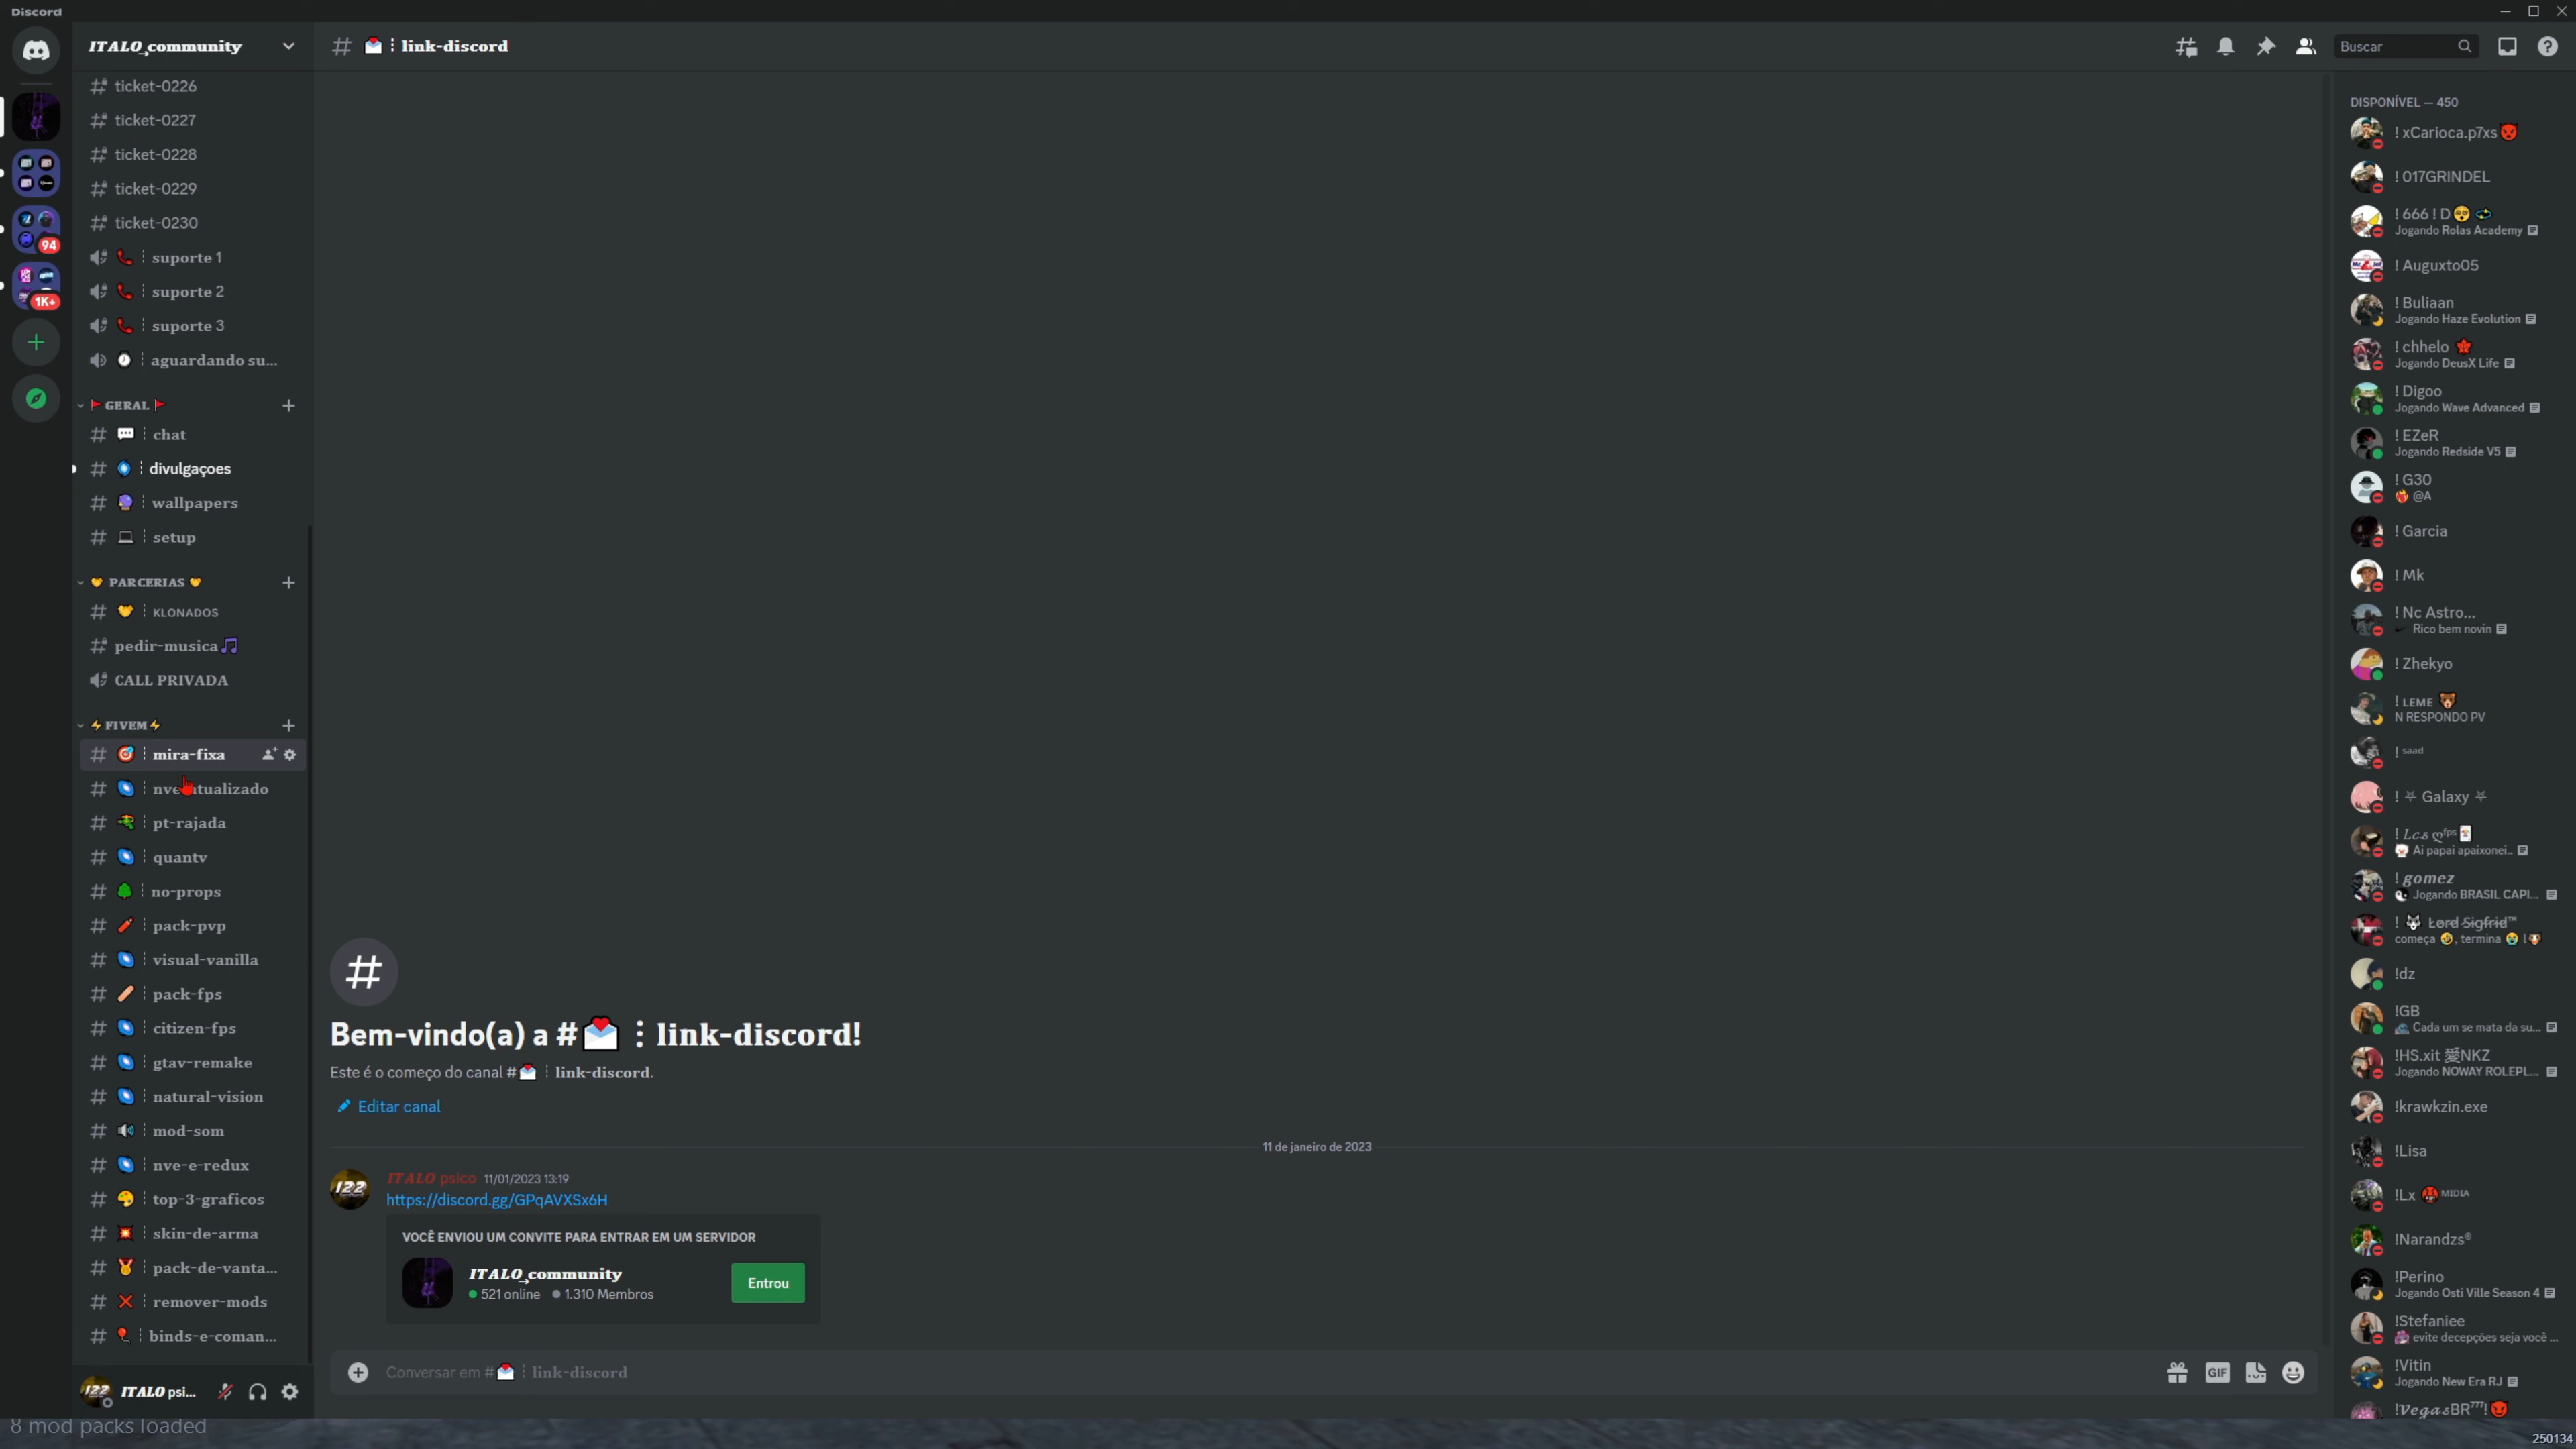 Discord
ITALO_community
ticket-0226
ticket-0227
ticket-0228
ticket-0229
ticket-0230
suporte 1
suporte 2
suporte 3
aguardando su...
GERAL
chat
divulgaçoes
wallpapers
setup
PARCERIAS
KLONADOS
pedir-musica
CALL PRIVADA
FIVEM
mira-fixa
pt-rajada
quantv
no-props
pack-pvp
visual-vanilla
pack-fps
citizen-fps
gtav-remake
natural-vision
mod-som
nve-e-redux
top-3-graficos
skin-de-arma
pack-de-vanta...
remover-mods
binds-e-coman...
ITALO psi...
94
1K+
# ⋮ link-discord
Bem-vindo(a) a # ⋮ link-discord!
Este é o começo do canal # ⋮ link-discord.
Editar canal
11 de janeiro de 2023
ITALO psico 11/01/2023 13:19
https://discord.gg/GPqAVXSx6H
VOCÊ ENVIOU UM CONVITE PARA ENTRAR EM UM SERVIDOR
ITALO_community
521 online 1.310 Membros
Entrou
Conversar em # ⋮ link-discord
GIF
Buscar
DISPONÍVEL — 450
! xCarioca.p7xs
! 017GRINDEL
! 666 ! D
Jogando Rolas Academy
! Auguxto05
! Buliaan
Jogando Haze Evolution
! chhelo
Jogando DeusX Life
! Digoo
Jogando Wave Advanced
! EZeR
Jogando Redside V5
! G30
@A
! Garcia
! Mk
! Nc Astro...
Rico bem novin
! Zhekyo
! LEME
N RESPONDO PV
! saad
! Galaxy
! Lcs ღfps
Ai papai apaixonei..
! gomez
Jogando BRASIL CAPI...
! Lord Sigfrid™
começa , termina
!dz
!GB
Cada um se mata da su...
!HS.xit 愛NKZ
Jogando NOWAY ROLEPL...
!krawkzin.exe
!Lisa
!Lx MIDIA
!Narandzs®
!Perino
Jogando Osti Ville Season 4
!Stefaniee
evite decepções seja você ...
!Vitin
Jogando New Era RJ
!VegasBR777!
8 mod packs loaded
250134